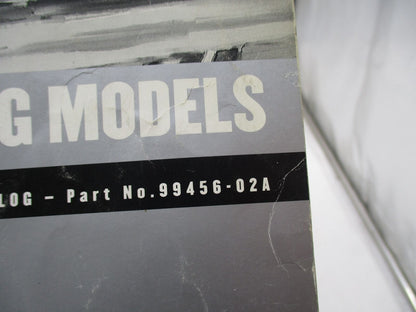 G MODELS
LOG - Part No.99456-02A